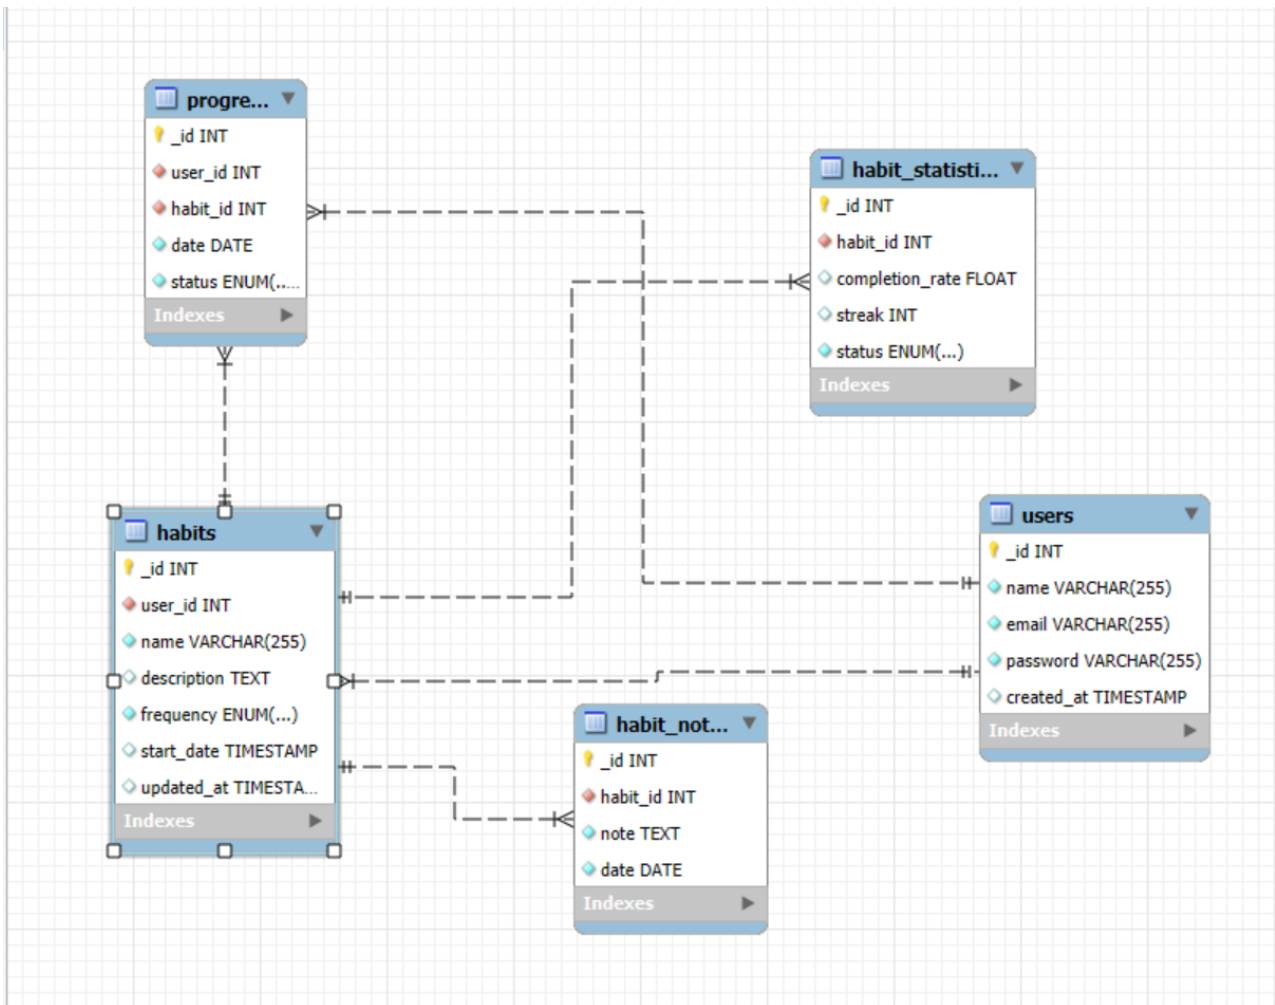 progre...
_id INT
user_id INT
habit_id INT
date DATE
status ENUM(.....
Indexes
habit_statisti...
_id INT
habit_id INT
completion_rate FLOAT
streak INT
status ENUM(...)
Indexes
habits
_id INT
user_id INT
name VARCHAR(255)
description TEXT
frequency ENUM(...)
start_date TIMESTAMP
updated_at TIMESTA...
Indexes
users
_id INT
name VARCHAR(255)
email VARCHAR(255)
password VARCHAR(255)
created_at TIMESTAMP
Indexes
habit_not...
_id INT
habit_id INT
note TEXT
date DATE
Indexes